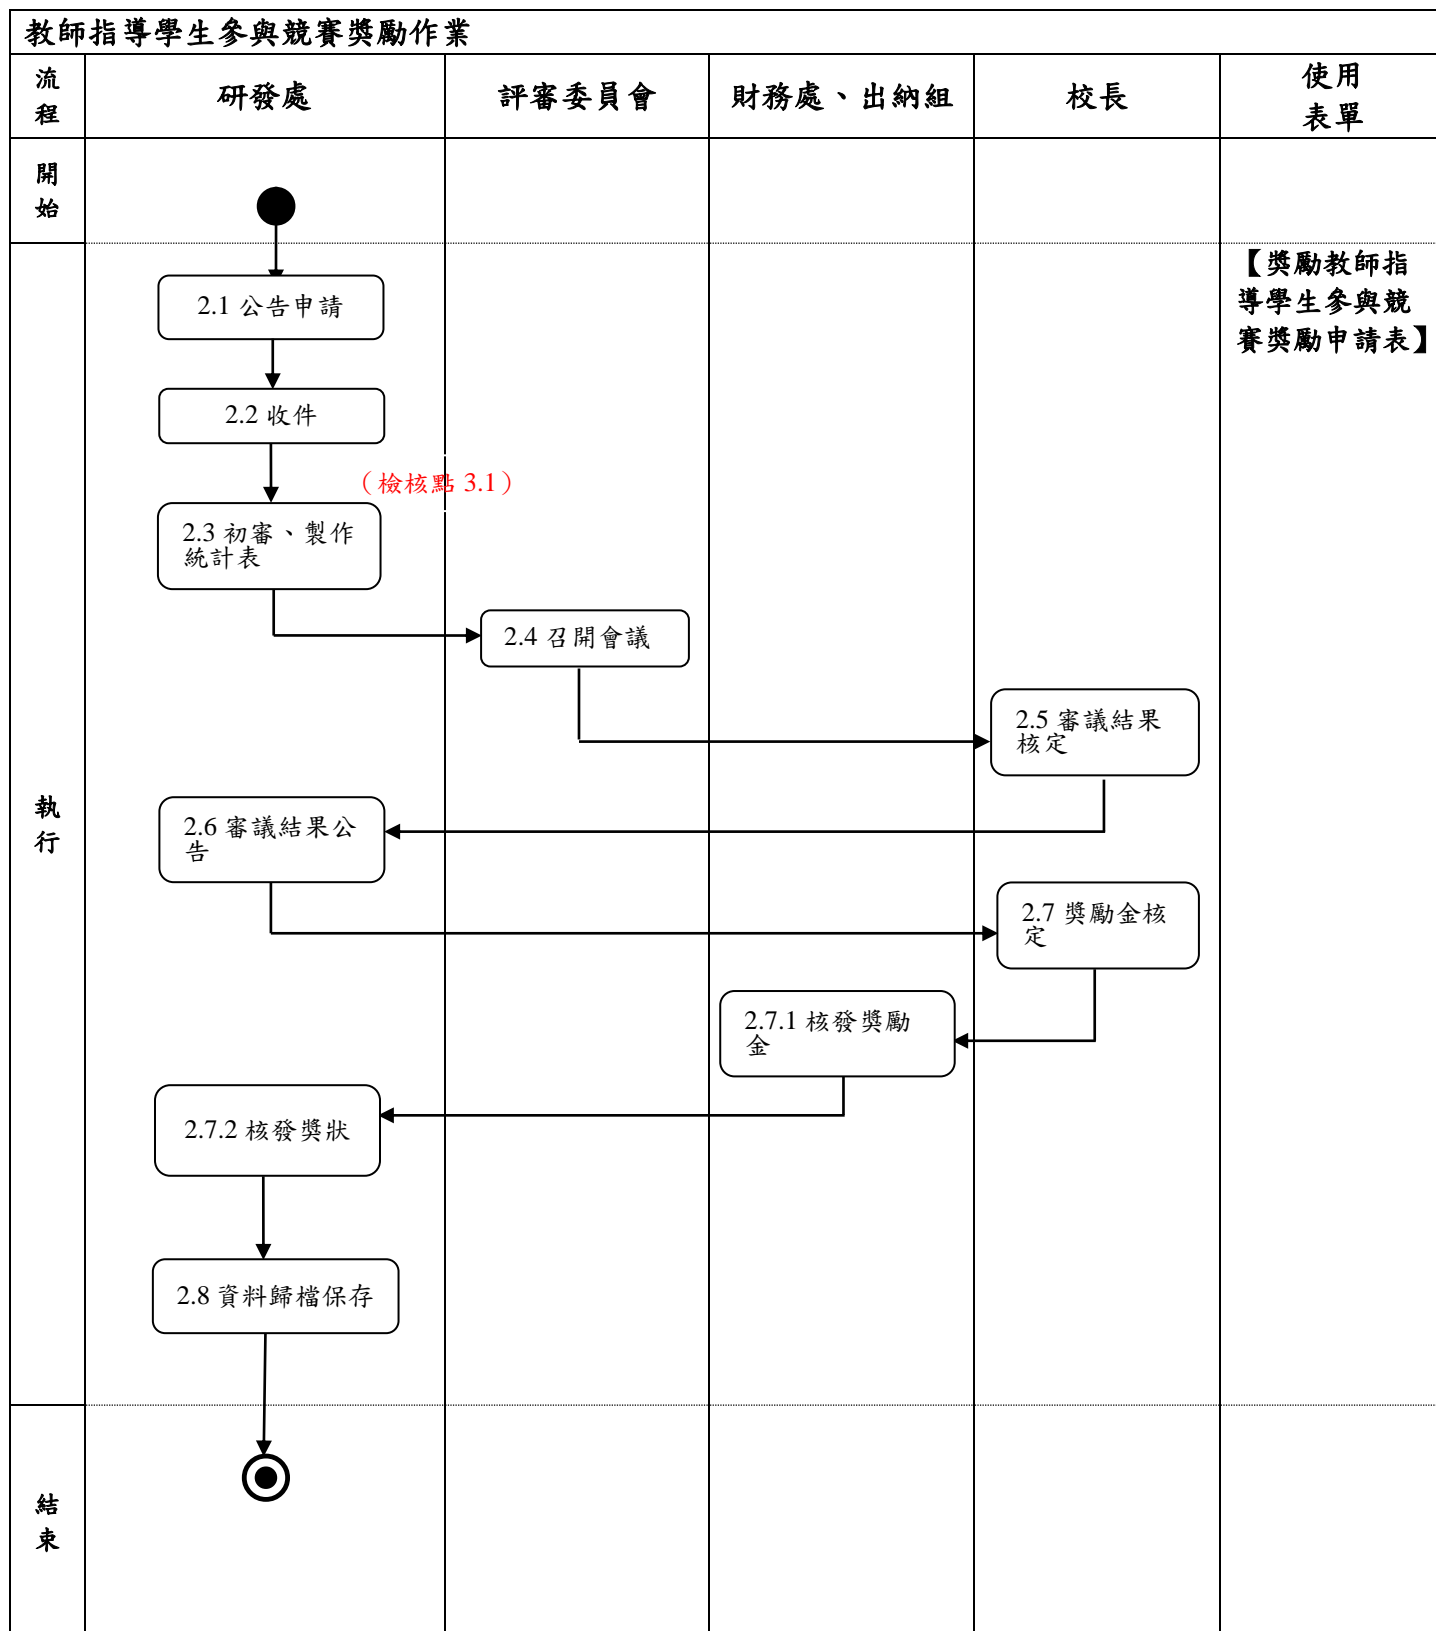 教師指導學生參與競賽獎勵作業
流
程
研發處
評審委員會
財務處、出納組
校長
使用
表單
開
始
【獎勵教師指
導學生參與競
賽獎勵申請表】
2.1 公告申請
2.2 收件
（檢核點 3.1）
2.3 初審、製作
統計表
2.4 召開會議
2.5 審議結果
核定
執
行
2.6 審議結果公
告
2.7 獎勵金核
定
2.7.1 核發獎勵
金
2.7.2 核發獎狀
2.8 資料歸檔保存
結
束